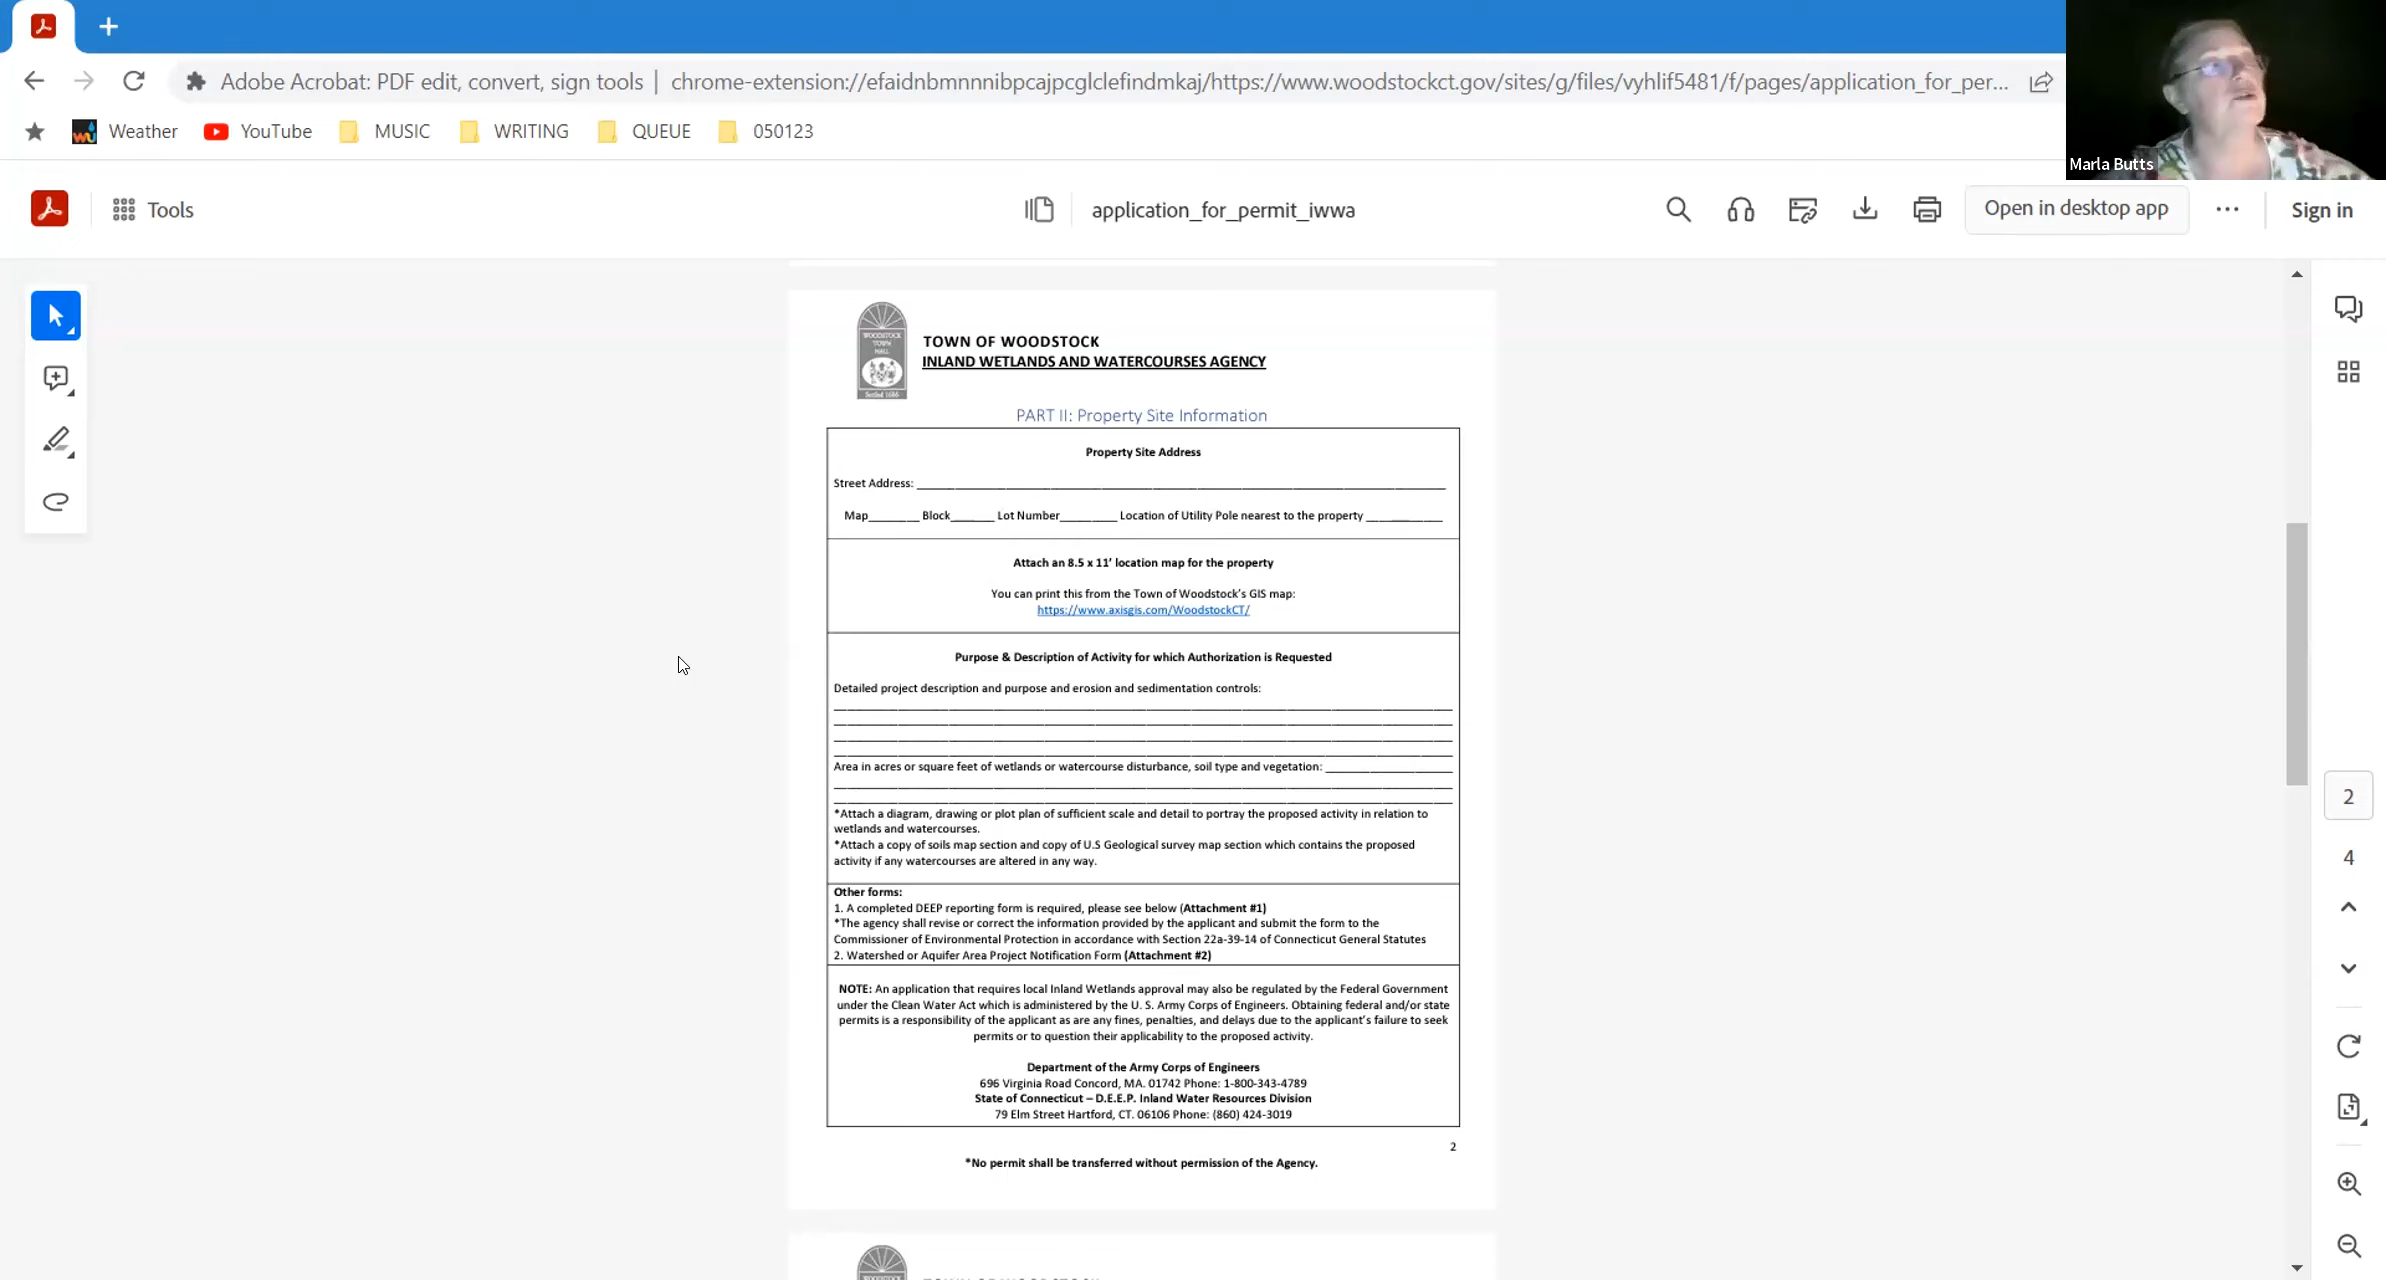 Adobe Acrobat: PDF edit, convert, sign tools | chrome-extension://efaidnbmnnnibpcajpcglclefindmkaj/https://www.woodstockct.gov/sites/g/files/vyhlif5481/f/pages/application_for_per...
Weather YouTube MUSIC WRITING QUEUE 050123
Marla Butts
Tools
application_for_permit_iwwa
Open in desktop app
Sign in
WOODSTOCK
TOWN
HALL
Settled 1686
TOWN OF WOODSTOCK
INLAND WETLANDS AND WATERCOURSES AGENCY
PART II: Property Site Information
Property Site Address
Street Address:
Map________ Block_______ Lot Number_________ Location of Utility Pole nearest to the property ____________
Attach an 8.5 x 11’ location map for the property
You can print this from the Town of Woodstock’s GIS map:
https://www.axisgis.com/WoodstockCT/
Purpose & Description of Activity for which Authorization is Requested
Detailed project description and purpose and erosion and sedimentation controls:
Area in acres or square feet of wetlands or watercourse disturbance, soil type and vegetation:
*Attach a diagram, drawing or plot plan of sufficient scale and detail to portray the proposed activity in relation to
wetlands and watercourses.
*Attach a copy of soils map section and copy of U.S Geological survey map section which contains the proposed
activity if any watercourses are altered in any way.
Other forms:
1. A completed DEEP reporting form is required, please see below (Attachment #1)
*The agency shall revise or correct the information provided by the applicant and submit the form to the
Commissioner of Environmental Protection in accordance with Section 22a-39-14 of Connecticut General Statutes
2. Watershed or Aquifer Area Project Notification Form (Attachment #2)
NOTE: An application that requires local Inland Wetlands approval may also be regulated by the Federal Government
under the Clean Water Act which is administered by the U. S. Army Corps of Engineers. Obtaining federal and/or state
permits is a responsibility of the applicant as are any fines, penalties, and delays due to the applicant’s failure to seek
permits or to question their applicability to the proposed activity.
Department of the Army Corps of Engineers
696 Virginia Road Concord, MA. 01742 Phone: 1-800-343-4789
State of Connecticut – D.E.E.P. Inland Water Resources Division
79 Elm Street Hartford, CT. 06106 Phone: (860) 424-3019
2
*No permit shall be transferred without permission of the Agency.
2
4